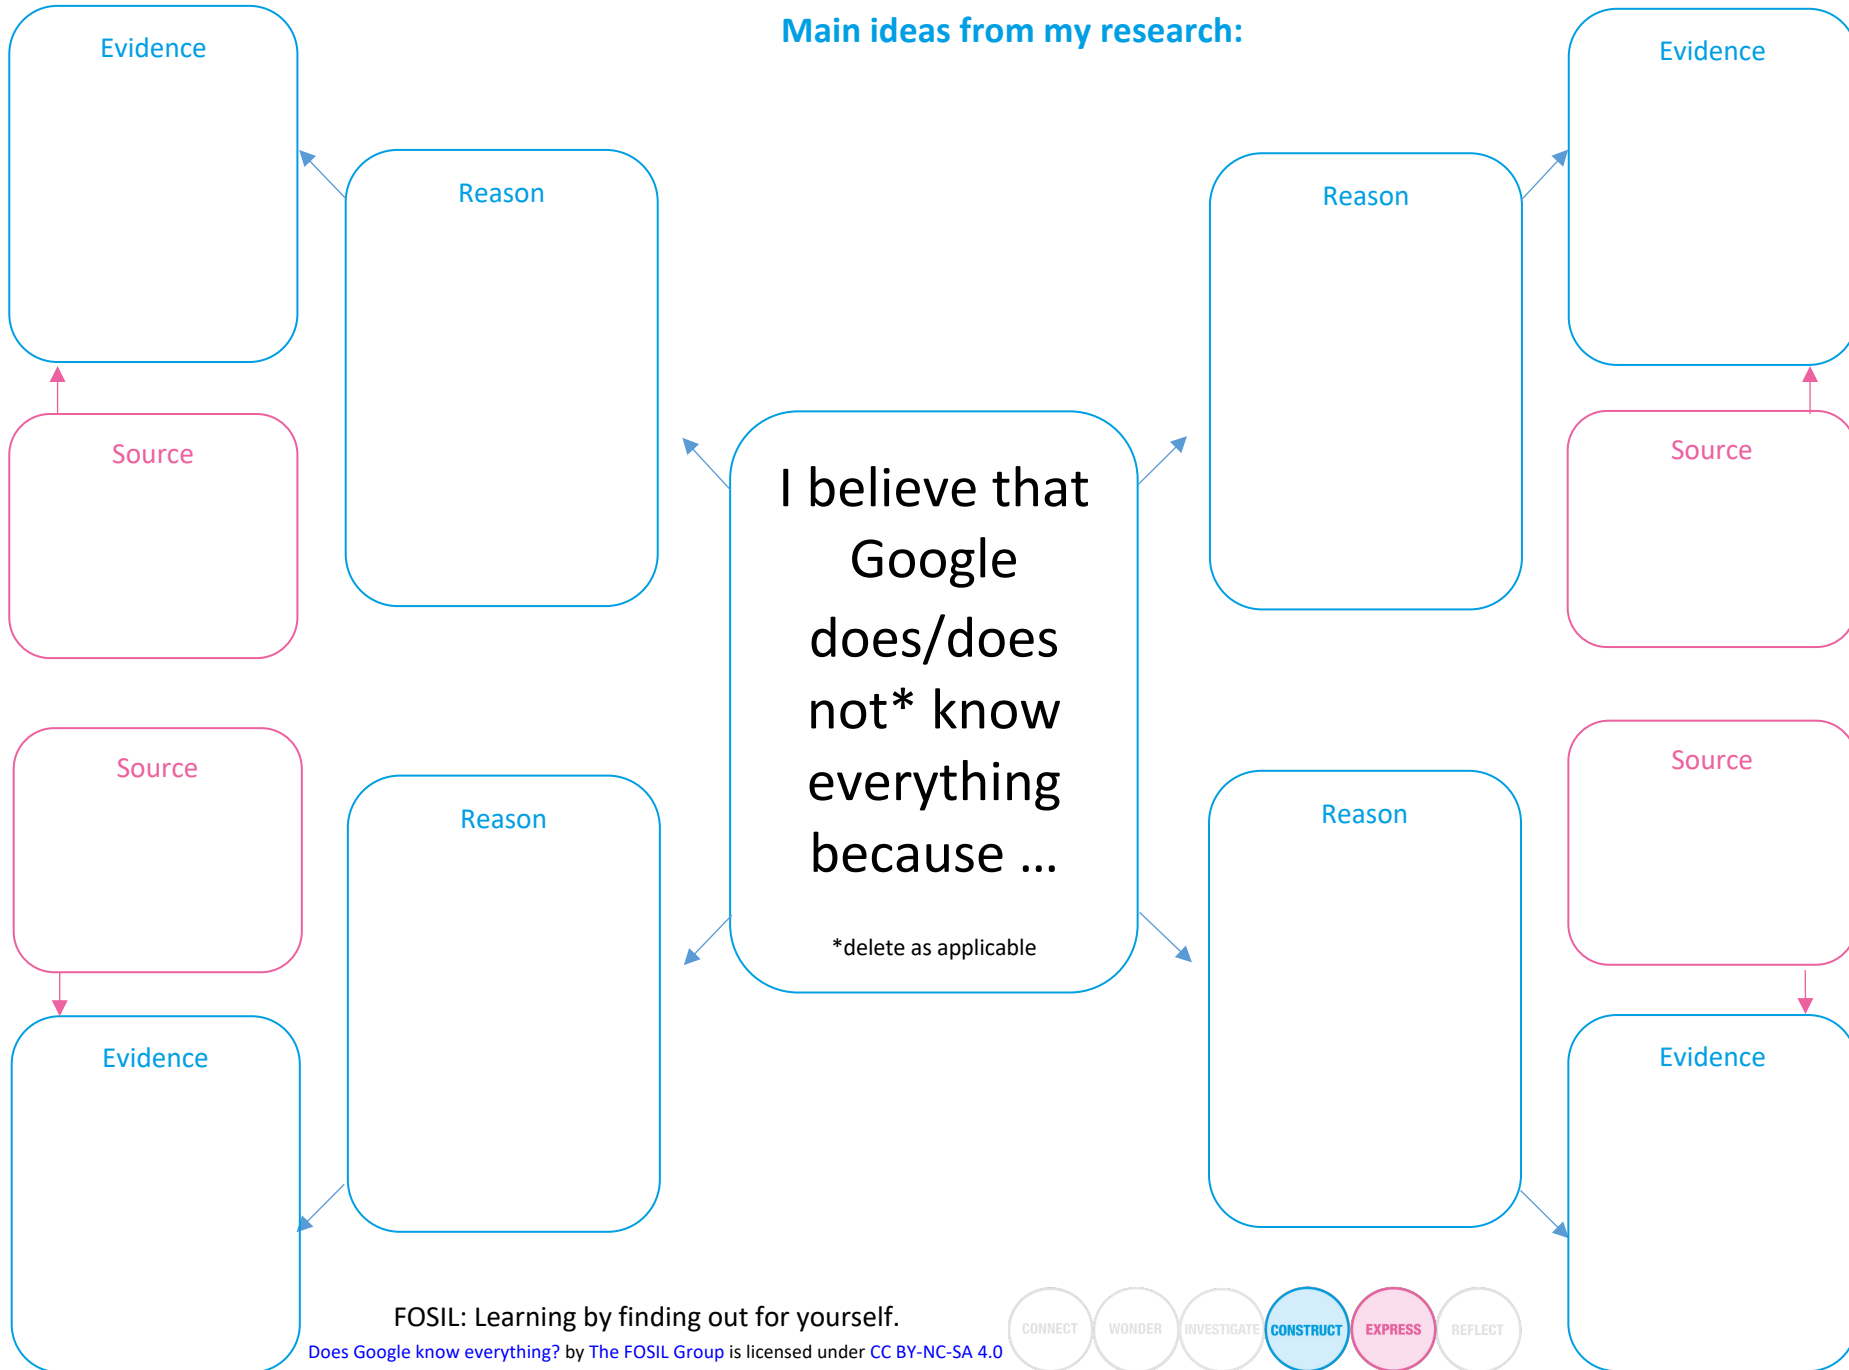 Main ideas from my research:
Evidence
Reason
Source
Evidence
Reason
Source
I believe that
Google
does/does
not* know
everything
because ...
*delete as applicable
Source
Reason
Evidence
Source
Reason
Evidence
FOSIL: Learning by finding out for yourself.
Does Google know everything? by The FOSIL Group is licensed under CC BY-NC-SA 4.0
CONNECT
WONDER
INVESTIGATE
CONSTRUCT
EXPRESS
REFLECT